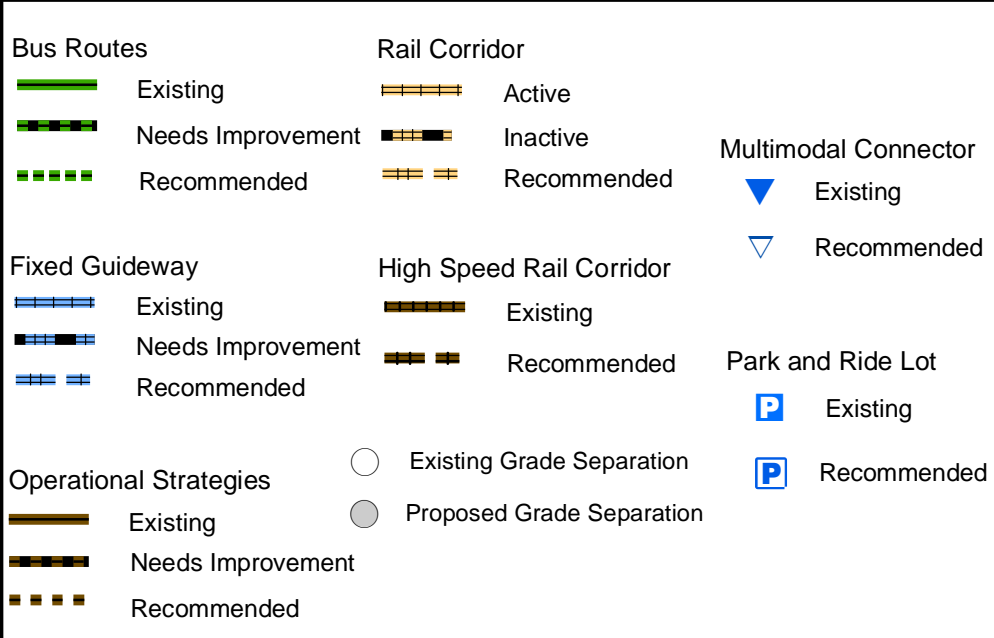 Bus Routes
Existing
Needs Improvement
Recommended
Fixed Guideway
Existing
Needs Improvement
Recommended
Operational Strategies
Existing
Needs Improvement
Recommended
Rail Corridor
Active
Inactive
Recommended
High Speed Rail Corridor
Existing
Recommended
Existing Grade Separation
Proposed Grade Separation
Multimodal Connector
Existing
Recommended
Park and Ride Lot
P Existing
P Recommended